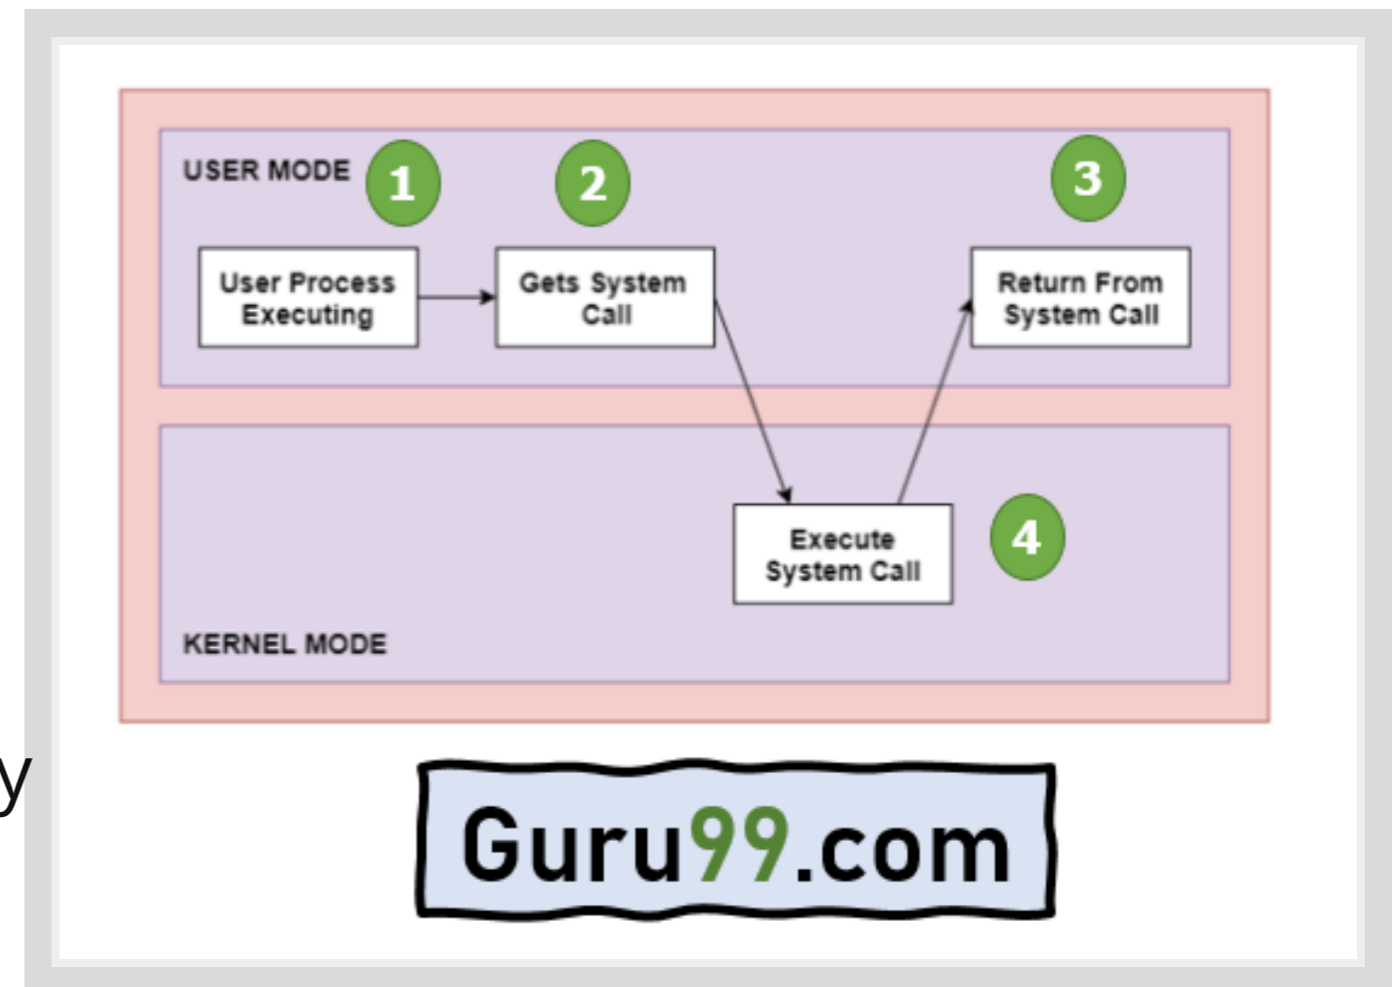 USER MODE
1
2
3
User Process
Executing
Gets System
Call
Return From
System Call
Execute
System Call
4
KERNEL MODE
y
Guru99.com